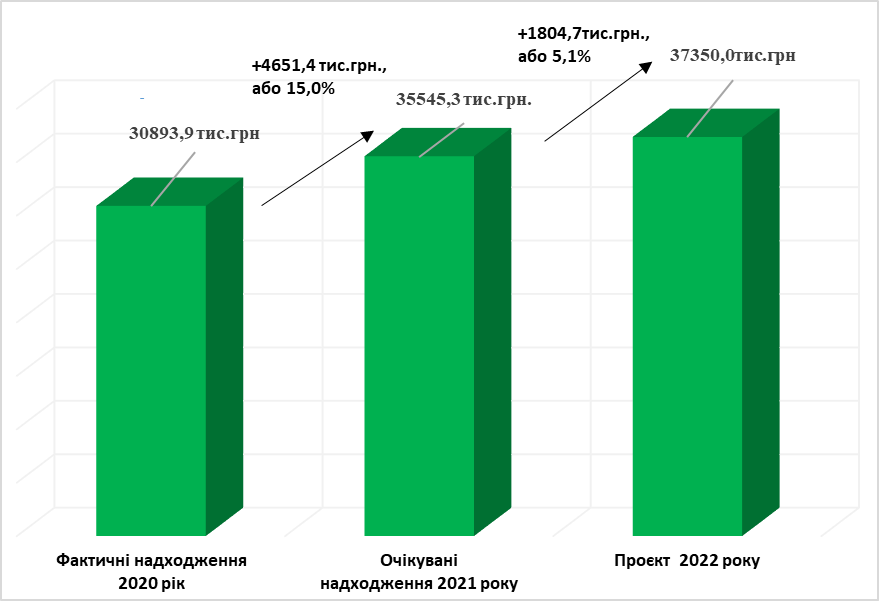 +1804,7тис.грн.,
або 5,1%
+4651,4 тис.грн.,
або 15,0%
37350,0тис.грн
35545,3 тис.грн.
30893,9 тис.грн
Фактичні надходження
2020 рік
Очікувані
надходження 2021 року
Проєкт 2022 року